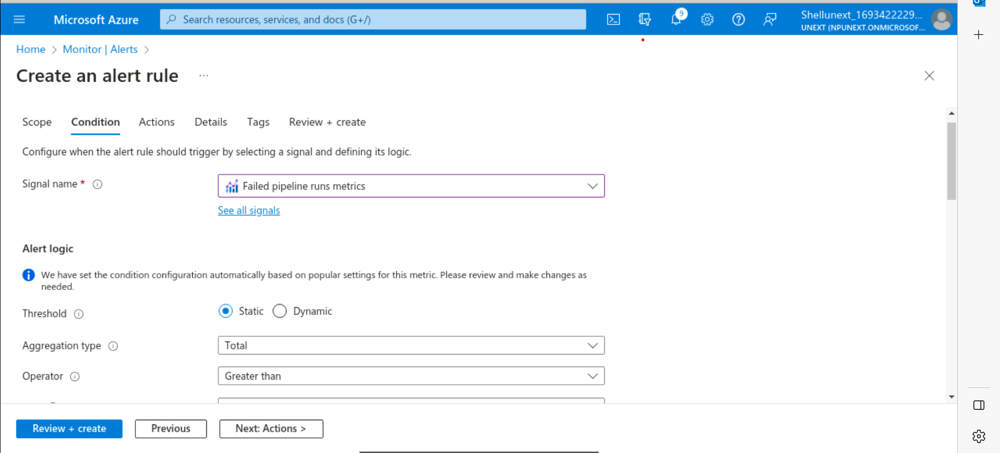 Microsoft Azure
Search resources, services, and docs (G+/)
9
Shellunext_1693422229...
UNEXT (NPUNEXT.ONMICROSOF...
Home > Monitor | Alerts >
Create an alert rule ...
Scope Condition Actions Details Tags Review + create
Configure when the alert rule should trigger by selecting a signal and defining its logic.
Signal name * Failed pipeline runs metrics
See all signals
Alert logic
We have set the condition configuration automatically based on popular settings for this metric. Please review and make changes as
needed.
Threshold Static Dynamic
Aggregation type Total
Operator Greater than
Review + create Previous Next: Actions >